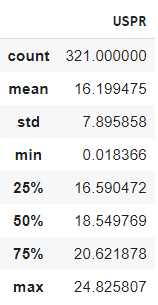 USPR
count 321.000000
mean 16.199475
std 7.895858
min 0.018366
25% 16.590472
50% 18.549769
75% 20.621878
max 24.825807